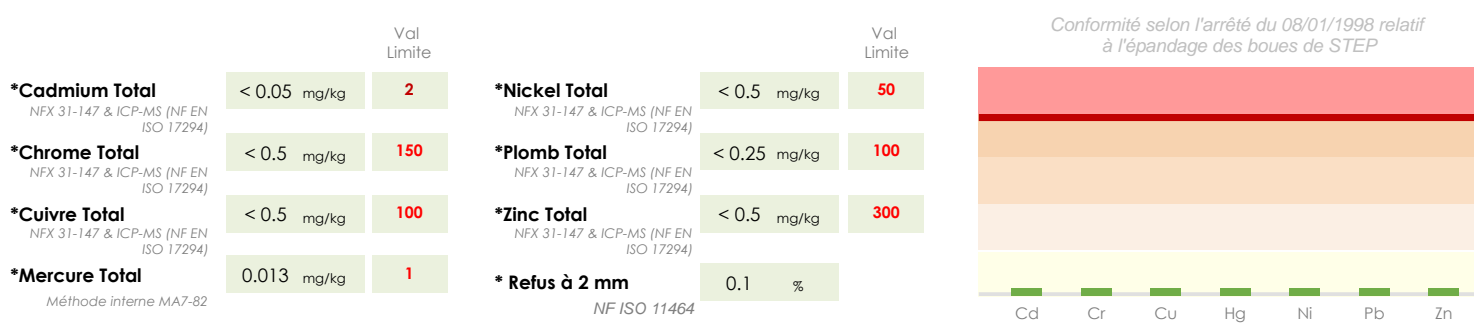 Val
Limite
*Cadmium Total < 0.05 mg/kg 2
NFX 31-147 & ICP-MS (NF EN
ISO 17294)
*Chrome Total < 0.5 mg/kg 150
NFX 31-147 & ICP-MS (NF EN
ISO 17294)
*Cuivre Total < 0.5 mg/kg 100
NFX 31-147 & ICP-MS (NF EN
ISO 17294)
*Mercure Total 0.013 mg/kg 1
Méthode interne MA7-82
Val
Limite
*Nickel Total < 0.5 mg/kg 50
NFX 31-147 & ICP-MS (NF EN
ISO 17294)
*Plomb Total < 0.25 mg/kg 100
NFX 31-147 & ICP-MS (NF EN
ISO 17294)
*Zinc Total < 0.5 mg/kg 300
NFX 31-147 & ICP-MS (NF EN
ISO 17294)
* Refus à 2 mm 0.1 %
NF ISO 11464
Conformité selon l'arrêté du 08/01/1998 relatif
à l'épandage des boues de STEP
Cd Cr Cu Hg Ni Pb Zn